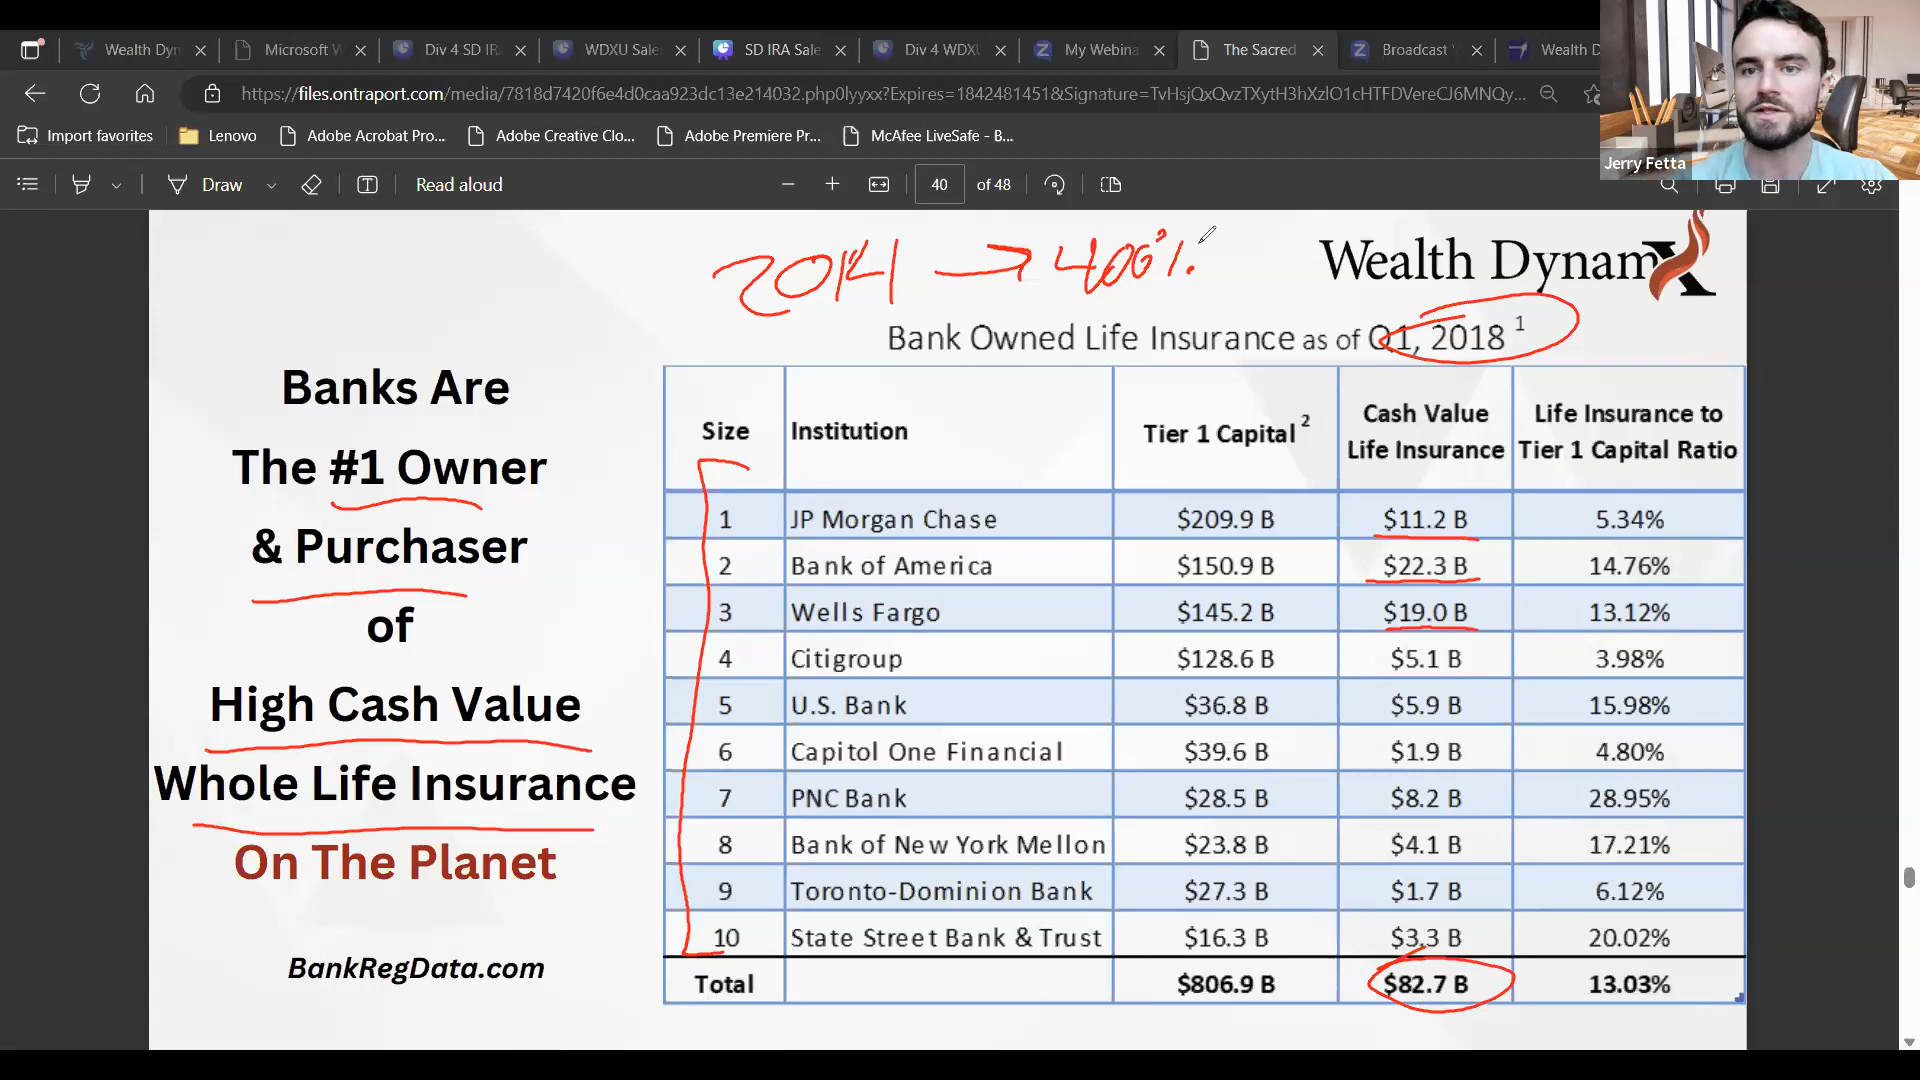 Wealth Dyn
Microsoft W
Div 4 SD IR
WDXU Sale
SD IRA Sale
Div 4 WDXU
My Webina
The Sacred
Broadcast
Wealth D
https://files.ontraport.com/media/7818d7420f6e4d0caa923dc13e214032.php0lyyxx?Expires=1842481451&Signature=TvHsjQxQvzTXytH3hXzlO1cHTFDVereCJ6MNQy...
Import favorites
Lenovo
Adobe Acrobat Pro...
Adobe Creative Clo...
Adobe Premiere Pr...
McAfee LiveSafe - B...
Jerry Fetta
Draw
Read aloud
40 of 48
2014 → 400%
Wealth DynamX
Bank Owned Life Insurance as of Q1, 2018 1
Banks Are
The #1 Owner
& Purchaser
of
High Cash Value
Whole Life Insurance
On The Planet
BankRegData.com
Size Institution Tier 1 Capital 2 Cash Value Life Insurance Life Insurance to Tier 1 Capital Ratio
1 JP Morgan Chase $209.9 B $11.2 B 5.34%
2 Bank of America $150.9 B $22.3 B 14.76%
3 Wells Fargo $145.2 B $19.0 B 13.12%
4 Citigroup $128.6 B $5.1 B 3.98%
5 U.S. Bank $36.8 B $5.9 B 15.98%
6 Capitol One Financial $39.6 B $1.9 B 4.80%
7 PNC Bank $28.5 B $8.2 B 28.95%
8 Bank of New York Mellon $23.8 B $4.1 B 17.21%
9 Toronto-Dominion Bank $27.3 B $1.7 B 6.12%
10 State Street Bank & Trust $16.3 B $3.3 B 20.02%
Total $806.9 B $82.7 B 13.03%